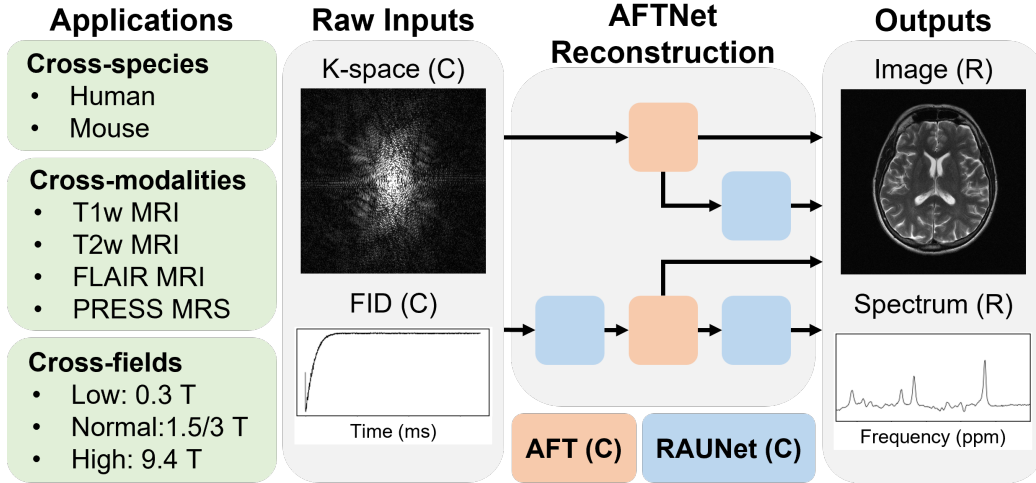 Applications
Cross-species
• Human
• Mouse
Cross-modalities
• T1w MRI
• T2w MRI
• FLAIR MRI
• PRESS MRS
Cross-fields
• Low: 0.3 T
• Normal:1.5/3 T
• High: 9.4 T
Raw Inputs
K-space (C)
FID (C)
Time (ms)
AFTNet
Reconstruction
AFT (C)
RAUNet (C)
Outputs
Image (R)
Spectrum (R)
Frequency (ppm)